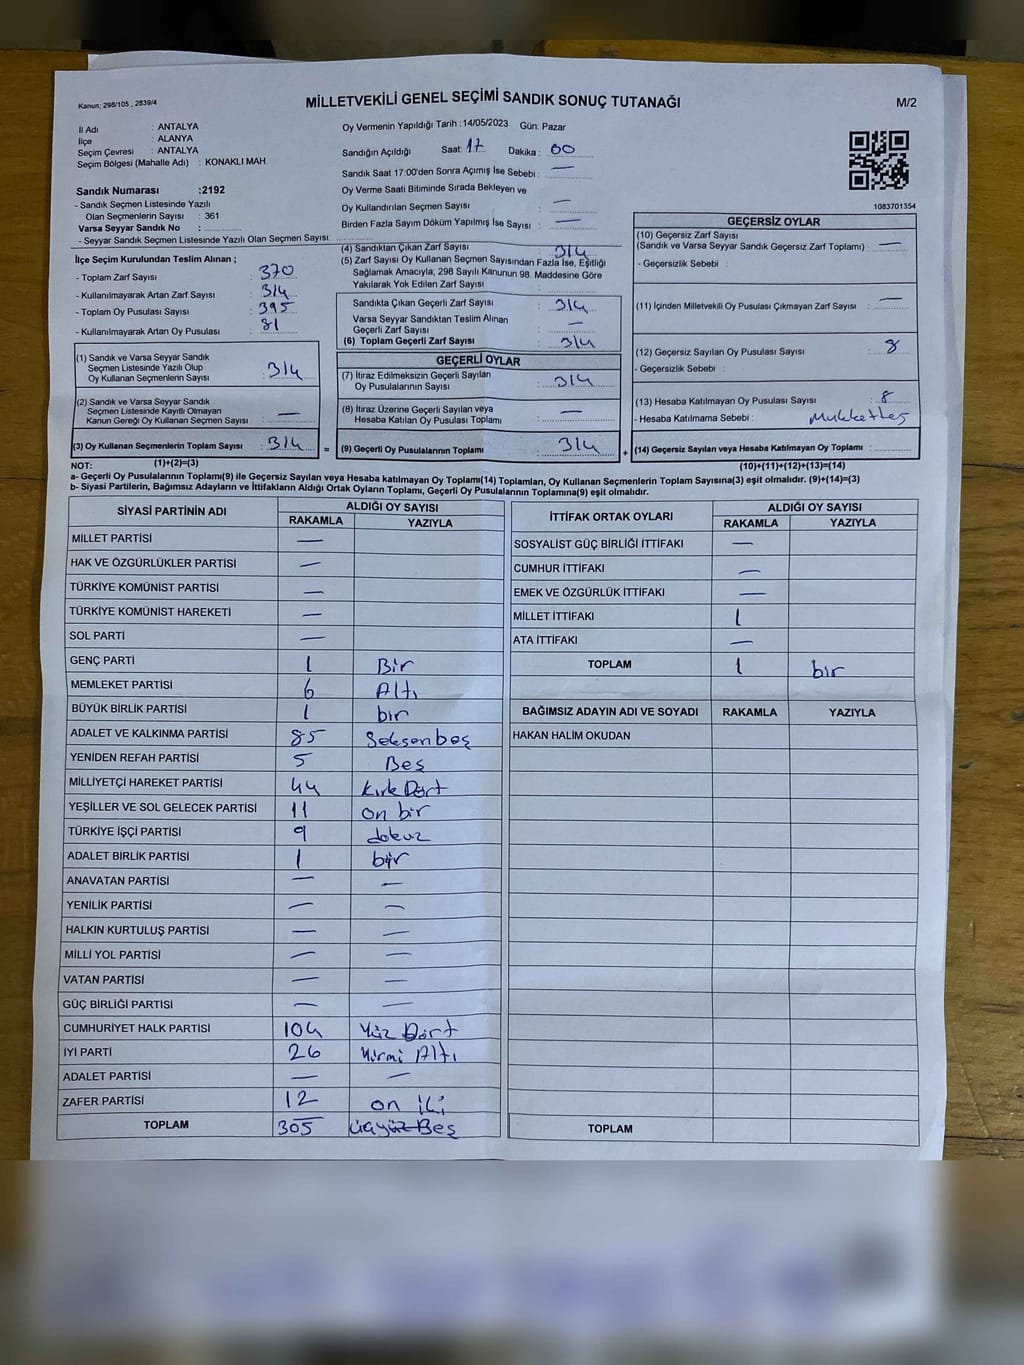 Kanun; 298/105 , 2839/4
MİLLETVEKİLİ GENEL SEÇİMİ SANDIK SONUÇ TUTANAĞI
M/2
İl Adı : ANTALYA
İlçe : ALANYA
Seçim Çevresi : ANTALYA
Seçim Bölgesi (Mahalle Adı) : KONAKLI MAH.
Oy Vermenin Yapıldığı Tarih :14/05/2023 Gün: Pazar
Sandığın Açıldığı Saat: 17 Dakika : 00
Sandık Saat 17:00'den Sonra Açımış İse Sebebi : —
Oy Verme Saati Bitiminde Sırada Bekleyen ve
Oy Kullandırılan Seçmen Sayısı : —
Birden Fazla Sayım Döküm Yapılmış İse Sayısı : —
1083701354
Sandık Numarası :2192
- Sandık Seçmen Listesinde Yazılı
Olan Seçmenlerin Sayısı : 361
Varsa Seyyar Sandık No :
- Seyyar Sandık Seçmen Listesinde Yazılı Olan Seçmen Sayısı:
İlçe Seçim Kurulundan Teslim Alınan ;
- Toplam Zarf Sayısı : 370
- Kullanılmayarak Artan Zarf Sayısı : 314
- Toplam Oy Pusulası Sayısı : 395
- Kullanılmayarak Artan Oy Pusulası : 81
(1) Sandık ve Varsa Seyyar Sandık
Seçmen Listesinde Yazılı Olup
Oy Kullanan Seçmenlerin Sayısı : 314
(2) Sandık ve Varsa Seyyar Sandık
Seçmen Listesinde Kayıtlı Olmayan
Kanun Gereği Oy Kullanan Seçmen Sayısı : —
(3) Oy Kullanan Seçmenlerin Toplam Sayısı : 314 =
(1)+(2)=(3)
(4) Sandıktan Çıkan Zarf Sayısı : 314
(5) Zarf Sayısı Oy Kullanan Seçmen Sayısından Fazla İse, Eşitliği
Sağlamak Amacıyla; 298 Sayılı Kanunun 98. Maddesine Göre
Yakılarak Yok Edilen Zarf Sayısı :
Sandıkta Çıkan Geçerli Zarf Sayısı : 314
Varsa Seyyar Sandıktan Teslim Alınan
Geçerli Zarf Sayısı : —
(6) Toplam Geçerli Zarf Sayısı : 314
GEÇERLİ OYLAR
(7) İtiraz Edilmeksizin Geçerli Sayılan
Oy Pusulalarının Sayısı : 314
(8) İtiraz Üzerine Geçerli Sayılan veya
Hesaba Katılan Oy Pusulası Toplamı : —
(9) Geçerli Oy Pusulalarının Toplamı : 314 +
GEÇERSİZ OYLAR
(10) Geçersiz Zarf Sayısı
(Sandık ve Varsa Seyyar Sandık Geçersiz Zarf Toplamı) : —
- Geçersizlik Sebebi :
(11) İçinden Milletvekili Oy Pusulası Çıkmayan Zarf Sayısı : —
(12) Geçersiz Sayılan Oy Pusulası Sayısı : 8
- Geçersizlik Sebebi :
(13) Hesaba Katılmayan Oy Pusulası Sayısı : 8
- Hesaba Katılmama Sebebi :
(14) Geçersiz Sayılan veya Hesaba Katılmayan Oy Toplamı :
(10)+(11)+(12)+(13)=(14)
NOT:
a- Geçerli Oy Pusulalarının Toplamı(9) ile Geçersiz Sayılan veya Hesaba katılmayan Oy Toplamı(14) Toplamları, Oy Kullanan Seçmenlerin Toplam Sayısına(3) eşit olmalıdır. (9)+(14)=(3)
b- Siyasi Partilerin, Bağımsız Adayların ve İttifakların Aldığı Ortak Oyların Toplamı, Geçerli Oy Pusulalarının Toplamına(9) eşit olmalıdır.
SİYASİ PARTİNİN ADI ALDIĞI OY SAYISI
RAKAMLA YAZIYLA
MİLLET PARTİSİ —
HAK VE ÖZGÜRLÜKLER PARTİSİ —
TÜRKİYE KOMÜNİST PARTİSİ —
TÜRKİYE KOMÜNİST HAREKETİ —
SOL PARTİ —
GENÇ PARTİ 1 Bir
MEMLEKET PARTİSİ 6 Altı
BÜYÜK BİRLİK PARTİSİ 1 bir
ADALET VE KALKINMA PARTİSİ 85 Seksen beş
YENİDEN REFAH PARTİSİ 5 Beş
MİLLİYETÇİ HAREKET PARTİSİ 44 Kırk Dört
YEŞİLLER VE SOL GELECEK PARTİSİ 11 on bir
TÜRKİYE İŞÇİ PARTİSİ 9 dokuz
ADALET BİRLİK PARTİSİ 1 bir
ANAVATAN PARTİSİ — —
YENİLİK PARTİSİ — —
HALKIN KURTULUŞ PARTİSİ — —
MİLLİ YOL PARTİSİ — —
VATAN PARTİSİ — —
GÜÇ BİRLİĞİ PARTİSİ — —
CUMHURİYET HALK PARTİSİ 104 Yüz Dört
İYİ PARTİ 26 Yirmi Altı
ADALET PARTİSİ — —
ZAFER PARTİSİ 12 on iki
TOPLAM 305 üçyüz Beş
İTTİFAK ORTAK OYLARI ALDIĞI OY SAYISI
RAKAMLA YAZIYLA
SOSYALİST GÜÇ BİRLİĞİ İTTİFAKI —
CUMHUR İTTİFAKI —
EMEK VE ÖZGÜRLÜK İTTİFAKI —
MİLLET İTTİFAKI 1
ATA İTTİFAKI —
TOPLAM 1 bir
BAĞIMSIZ ADAYIN ADI VE SOYADI RAKAMLA YAZIYLA
HAKAN HALİM OKUDAN
TOPLAM